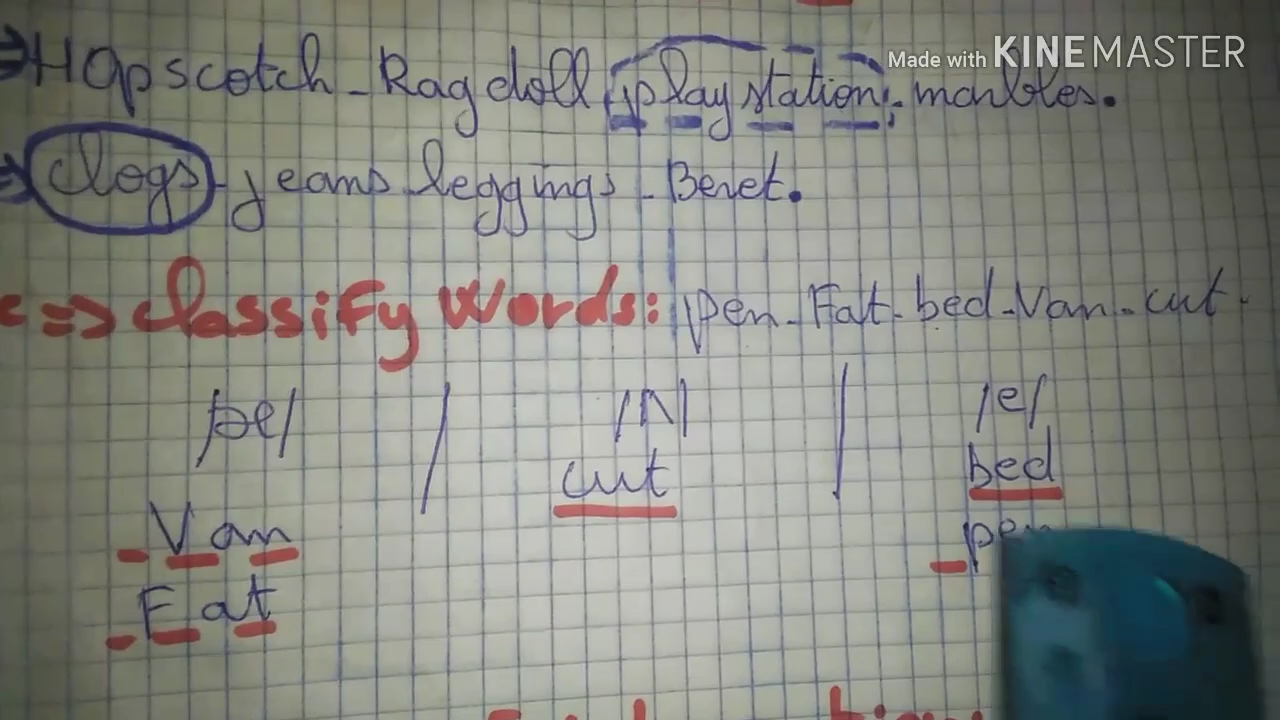 Made with KINEMASTER
⇒ Hopscotch - Rag doll (play station). marbles.
⇒ clogs - jeans leggings - Beret.
c ⇒ classify words: pen - Fat - bed - Van - cut -
/æ/ / /ʌ/ / /e/
cut bed
Van pen
Fat